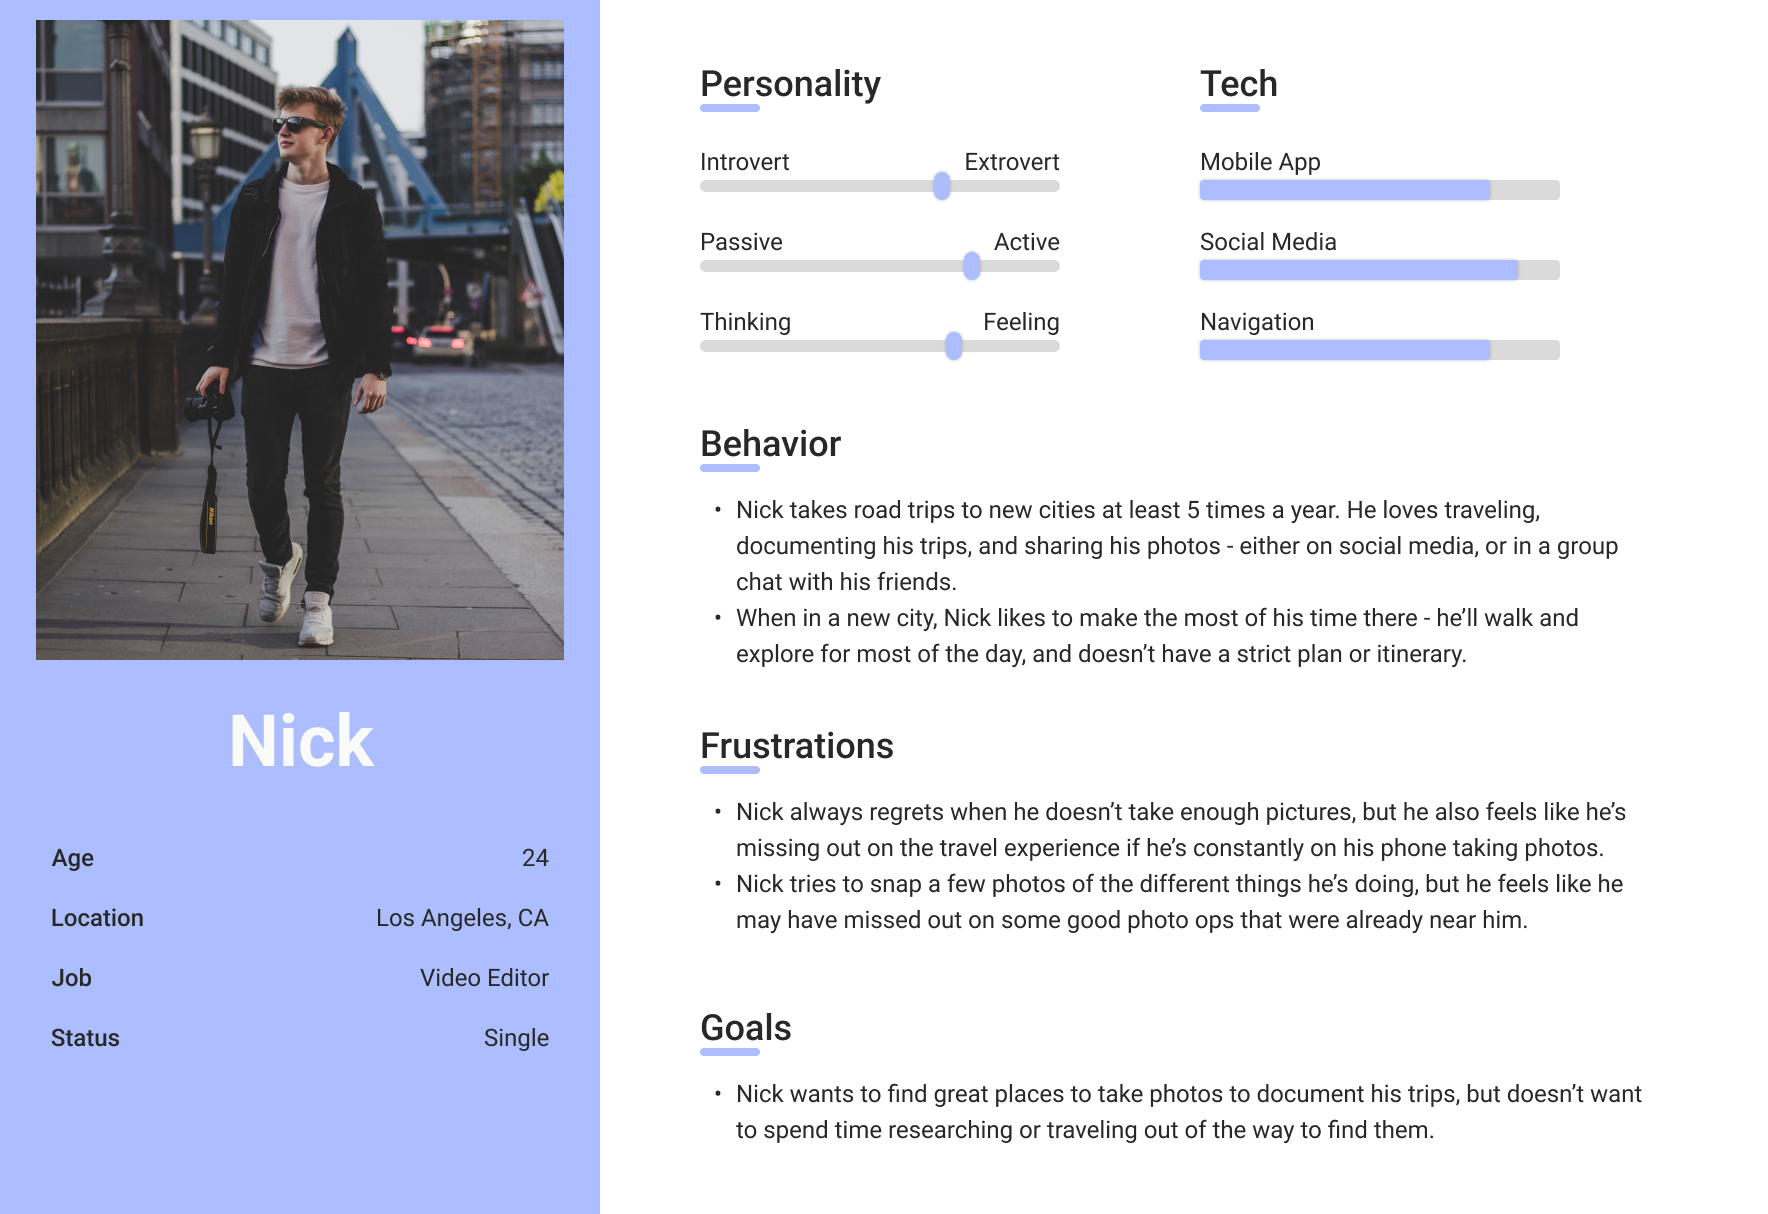 Nick
Age 24
Location Los Angeles, CA
Job Video Editor
Status Single
Personality
Introvert Extrovert
Passive Active
Thinking Feeling
Tech
Mobile App
Social Media
Navigation
Behavior
• Nick takes road trips to new cities at least 5 times a year. He loves traveling,
documenting his trips, and sharing his photos - either on social media, or in a group
chat with his friends.
• When in a new city, Nick likes to make the most of his time there - he’ll walk and
explore for most of the day, and doesn’t have a strict plan or itinerary.
Frustrations
• Nick always regrets when he doesn’t take enough pictures, but he also feels like he’s
missing out on the travel experience if he’s constantly on his phone taking photos.
• Nick tries to snap a few photos of the different things he’s doing, but he feels like he
may have missed out on some good photo ops that were already near him.
Goals
• Nick wants to find great places to take photos to document his trips, but doesn’t want
to spend time researching or traveling out of the way to find them.